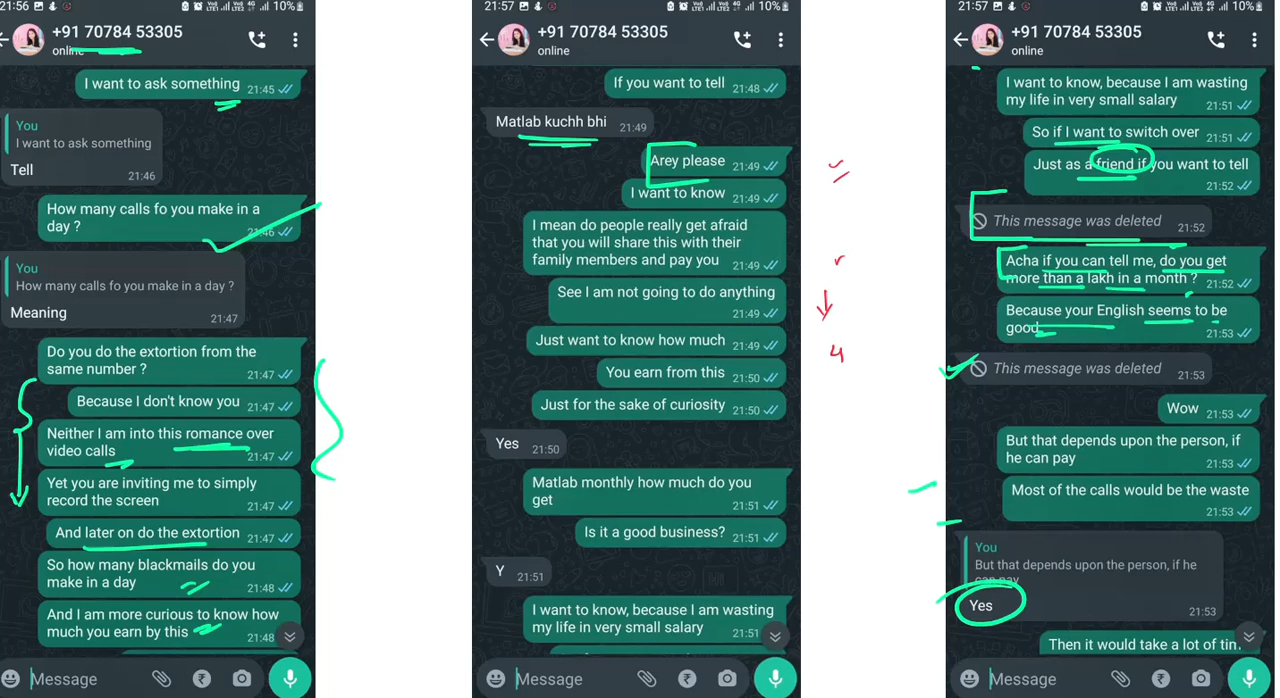 21:56
10%
+91 70784 53305
online
I want to ask something 21:45
You
I want to ask something
Tell
21:46
How many calls fo you make in a
day ?
21:46
You
How many calls fo you make in a day ?
Meaning
21:47
Do you do the extortion from the
same number ?
21:47
Because I don't know you 21:47
Neither I am into this romance over
video calls
21:47
Yet you are inviting me to simply
record the screen
21:47
And later on do the extortion 21:47
So how many blackmails do you
make in a day
21:48
And I am more curious to know how
much you earn by this
21:48
Message
21:57
10%
+91 70784 53305
online
If you want to tell 21:48
Matlab kuchh bhi 21:49
Arey please 21:49
I want to know 21:49
I mean do people really get afraid
that you will share this with their
family members and pay you 21:49
See I am not going to do anything
21:49
Just want to know how much 21:49
You earn from this 21:50
Just for the sake of curiosity 21:50
Yes 21:50
Matlab monthly how much do you
get
21:51
Is it a good business? 21:51
Y 21:51
I want to know, because I am wasting
my life in very small salary 21:51
Message
4
21:57
10%
+91 70784 53305
online
I want to know, because I am wasting
my life in very small salary 21:51
So if I want to switch over 21:51
Just as a friend if you want to tell
21:52
This message was deleted 21:52
Acha if you can tell me, do you get
more than a lakh in a month ? 21:52
Because your English seems to be
good
21:53
This message was deleted 21:53
Wow 21:53
But that depends upon the person, if
he can pay
21:53
Most of the calls would be the waste
21:53
You
But that depends upon the person, if he
can pay
Yes
21:53
Then it would take a lot of
Message